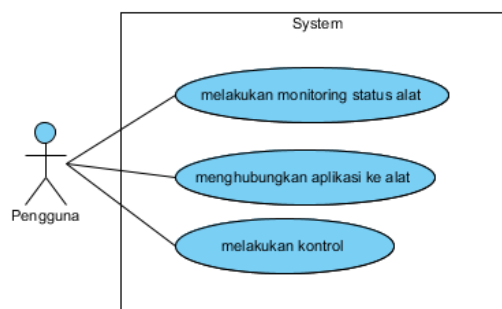 System
melakukan monitoring status alat
menghubungkan aplikasi ke alat
Pengguna
melakukan kontrol